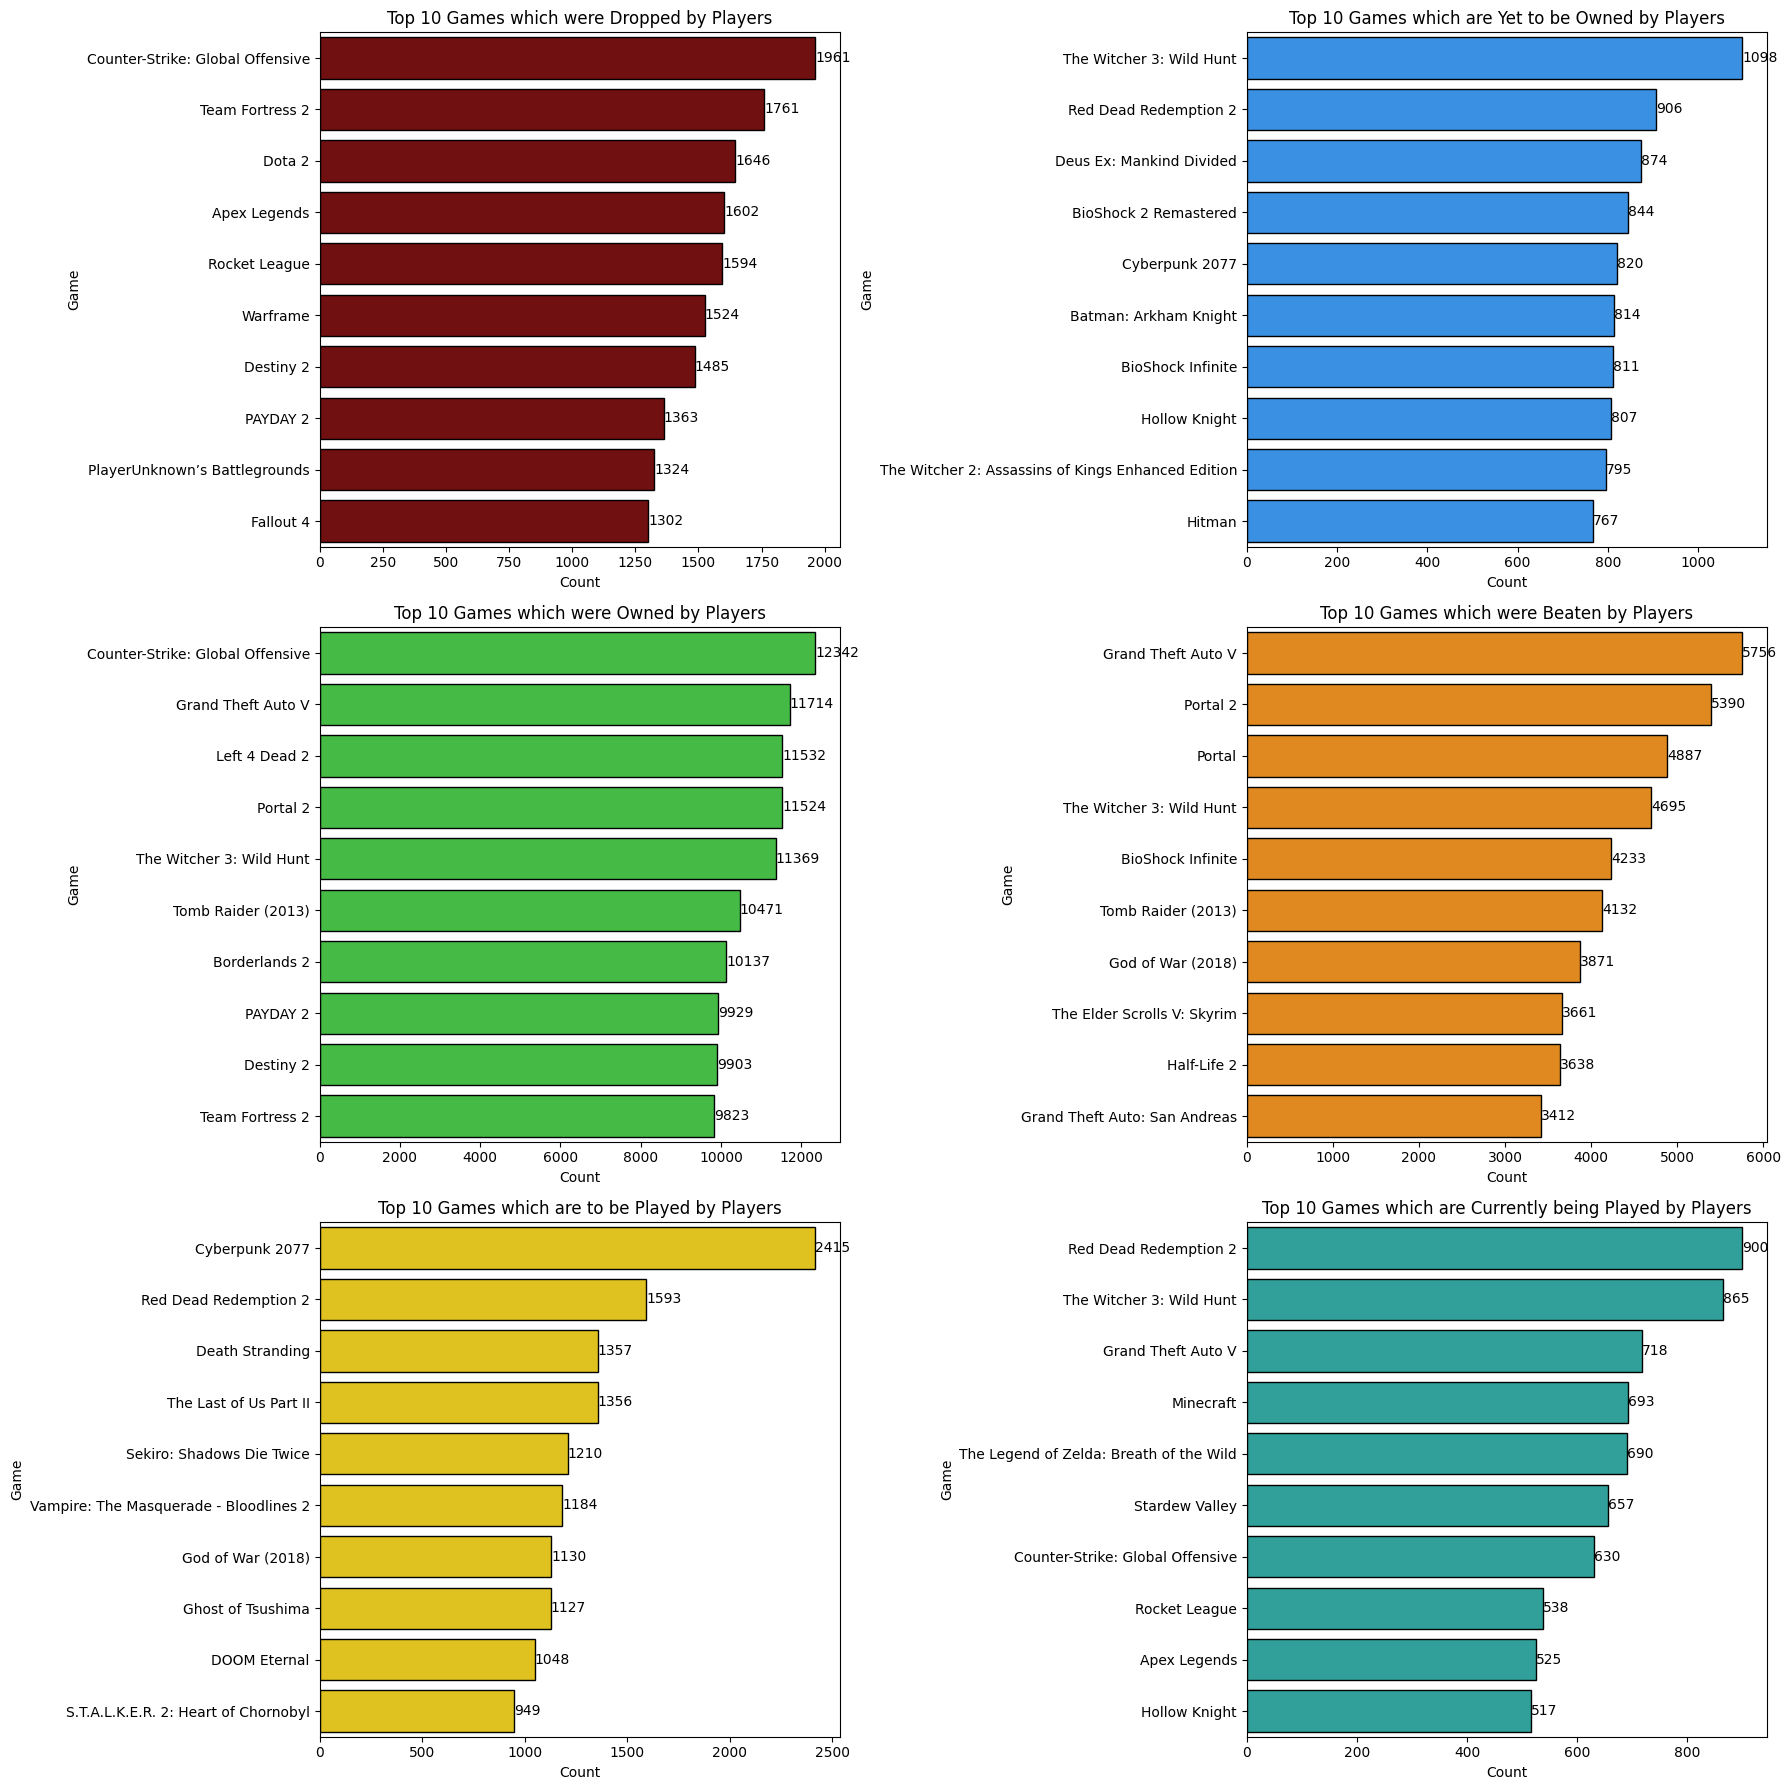 Top 10 Games which were Dropped by Players
Counter-Strike: Global Offensive 1961
Team Fortress 2 1761
Dota 2 1646
Apex Legends 1602
Rocket League 1594
Warframe 1524
Destiny 2 1485
PAYDAY 2 1363
PlayerUnknown’s Battlegrounds 1324
Fallout 4 1302
Game
0 250 500 750 1000 1250 1500 1750 2000
Count
Top 10 Games which are Yet to be Owned by Players
The Witcher 3: Wild Hunt 1098
Red Dead Redemption 2 906
Deus Ex: Mankind Divided 874
BioShock 2 Remastered 844
Cyberpunk 2077 820
Batman: Arkham Knight 814
BioShock Infinite 811
Hollow Knight 807
The Witcher 2: Assassins of Kings Enhanced Edition 795
Hitman 767
Game
0 200 400 600 800 1000
Count
Top 10 Games which were Owned by Players
Counter-Strike: Global Offensive 12342
Grand Theft Auto V 11714
Left 4 Dead 2 11532
Portal 2 11524
The Witcher 3: Wild Hunt 11369
Tomb Raider (2013) 10471
Borderlands 2 10137
PAYDAY 2 9929
Destiny 2 9903
Team Fortress 2 9823
Game
0 2000 4000 6000 8000 10000 12000
Count
Top 10 Games which were Beaten by Players
Grand Theft Auto V 5756
Portal 2 5390
Portal 4887
The Witcher 3: Wild Hunt 4695
BioShock Infinite 4233
Tomb Raider (2013) 4132
God of War (2018) 3871
The Elder Scrolls V: Skyrim 3661
Half-Life 2 3638
Grand Theft Auto: San Andreas 3412
Game
0 1000 2000 3000 4000 5000 6000
Count
Top 10 Games which are to be Played by Players
Cyberpunk 2077 2415
Red Dead Redemption 2 1593
Death Stranding 1357
The Last of Us Part II 1356
Sekiro: Shadows Die Twice 1210
Vampire: The Masquerade - Bloodlines 2 1184
God of War (2018) 1130
Ghost of Tsushima 1127
DOOM Eternal 1048
S.T.A.L.K.E.R. 2: Heart of Chornobyl 949
Game
0 500 1000 1500 2000 2500
Count
Top 10 Games which are Currently being Played by Players
Red Dead Redemption 2 900
The Witcher 3: Wild Hunt 865
Grand Theft Auto V 718
Minecraft 693
The Legend of Zelda: Breath of the Wild 690
Stardew Valley 657
Counter-Strike: Global Offensive 630
Rocket League 538
Apex Legends 525
Hollow Knight 517
Game
0 200 400 600 800
Count